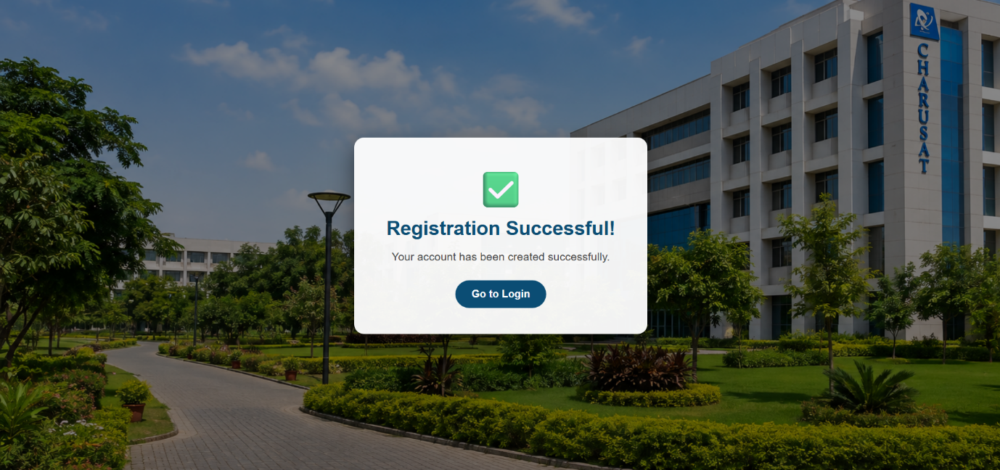 CHARUSAT
Registration Successful!
Your account has been created successfully.
Go to Login